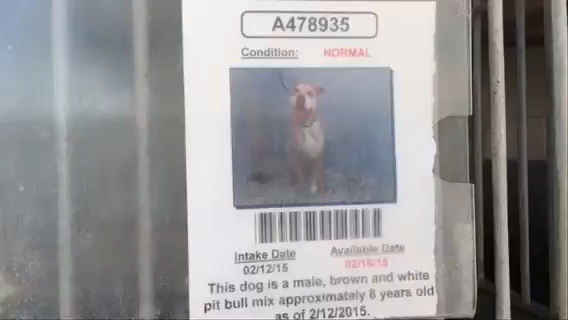 A478935
Condition: NORMAL
Intake Date Available Date
02/12/15 02/16/15
This dog is a male, brown and white
pit bull mix approximately 8 years old
as of 2/12/2015.